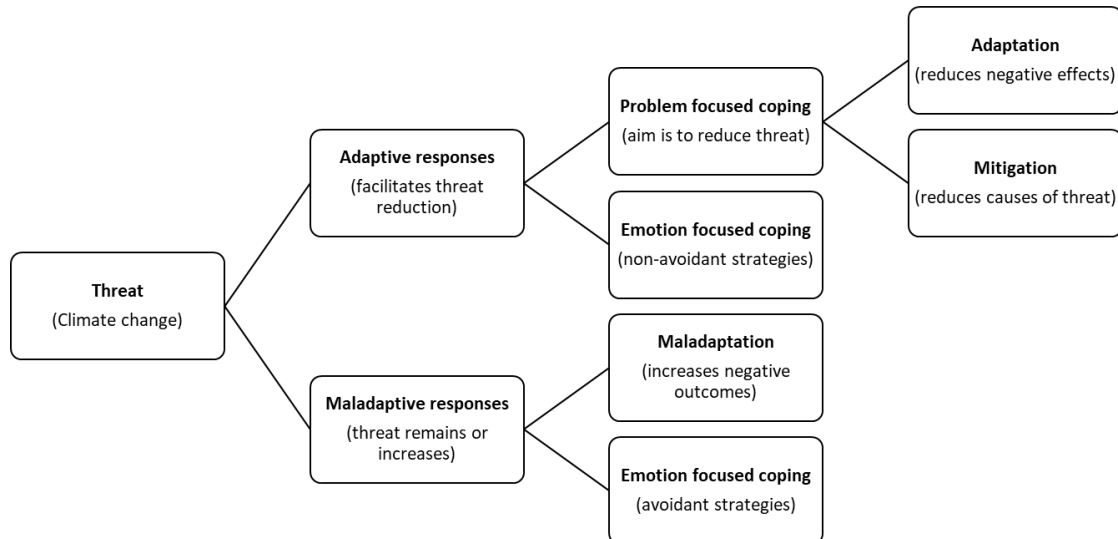 Threat
(Climate change)
Adaptive responses
(facilitates threat
reduction)
Maladaptive responses
(threat remains or
increases)
Problem focused coping
(aim is to reduce threat)
Emotion focused coping
(non-avoidant strategies)
Maladaptation
(increases negative
outcomes)
Emotion focused coping
(avoidant strategies)
Adaptation
(reduces negative effects)
Mitigation
(reduces causes of threat)